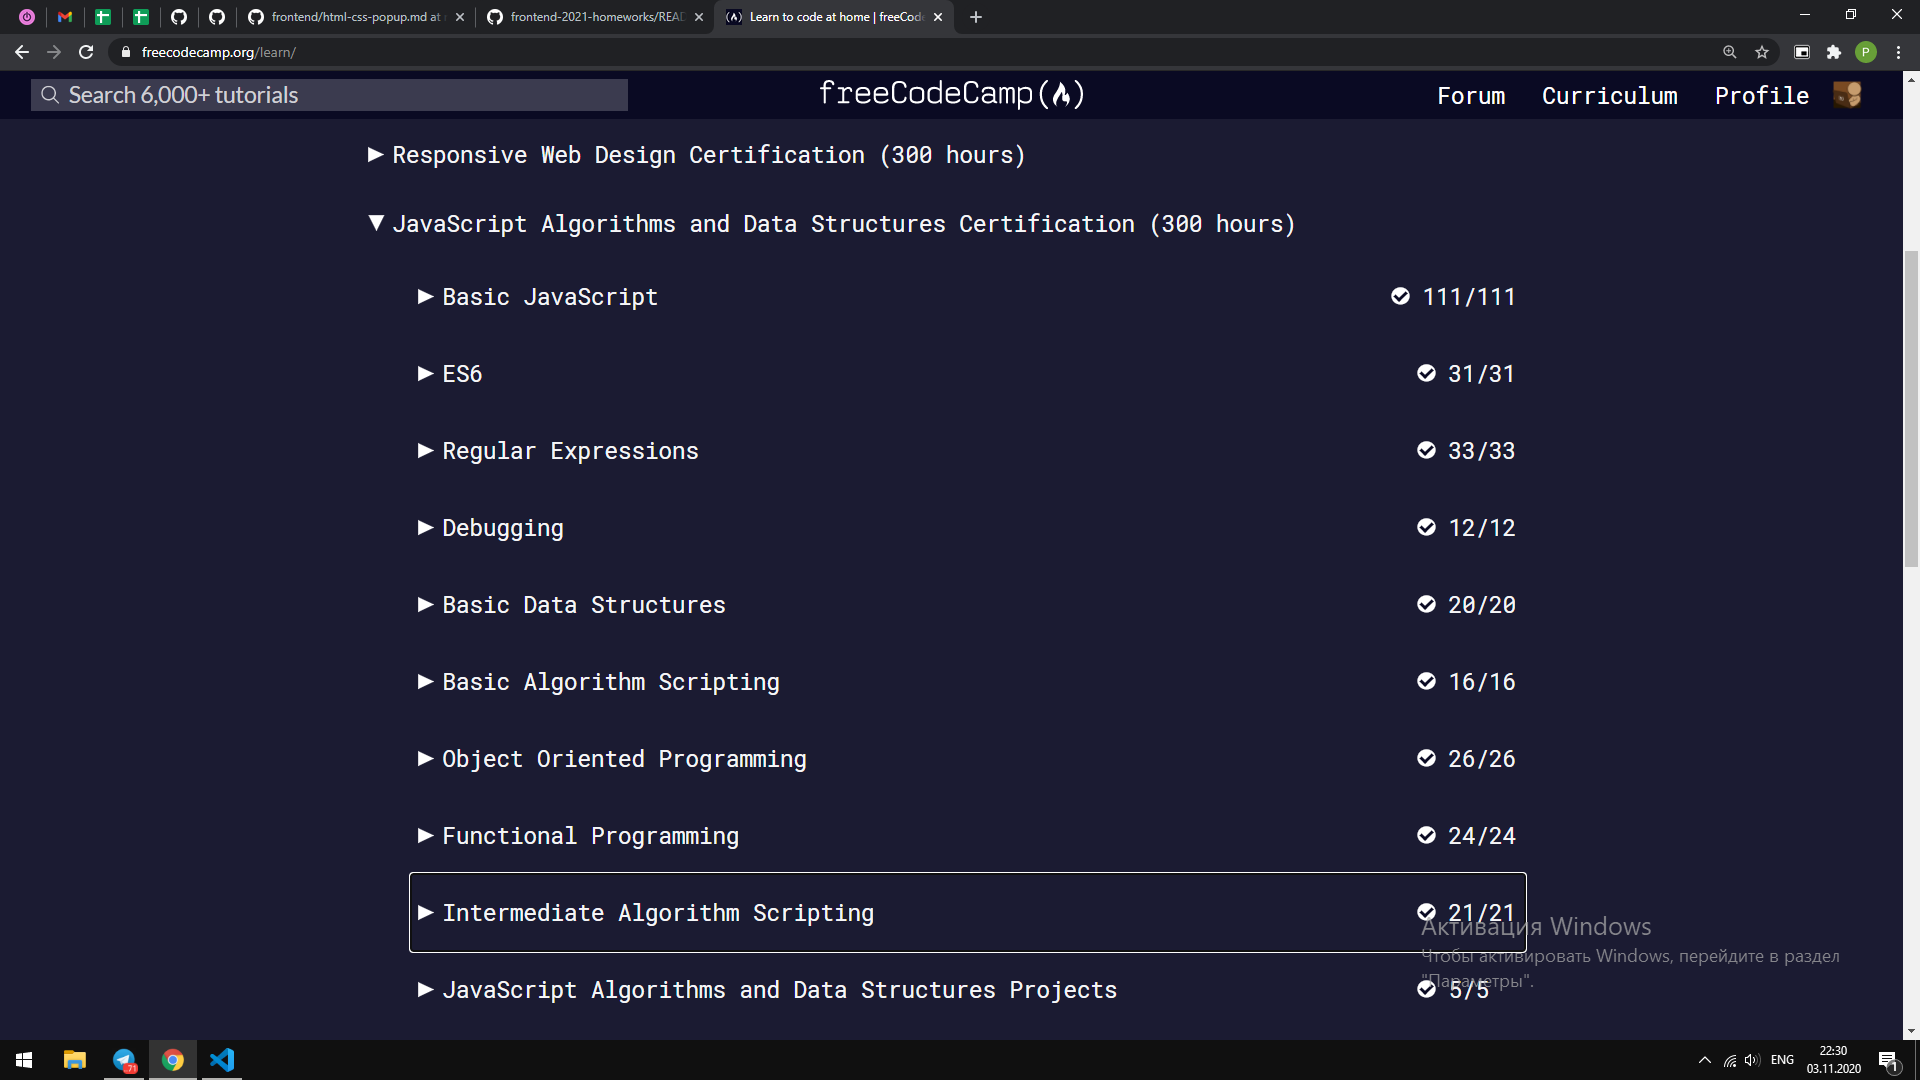 frontend/html-css-popup.md at
frontend-2021-homeworks/READ
Learn to code at home | freeCode
freecodecamp.org/learn/
P
Search 6,000+ tutorials
freeCodeCamp
Forum
Curriculum
Profile
Responsive Web Design Certification (300 hours)
JavaScript Algorithms and Data Structures Certification (300 hours)
Basic JavaScript 111/111
ES6 31/31
Regular Expressions 33/33
Debugging 12/12
Basic Data Structures 20/20
Basic Algorithm Scripting 16/16
Object Oriented Programming 26/26
Functional Programming 24/24
Intermediate Algorithm Scripting 21/21
Активация Windows
Чтобы активировать Windows, перейдите в раздел
"Параметры".
JavaScript Algorithms and Data Structures Projects 5/5
71
ENG
22:30
03.11.2020
1